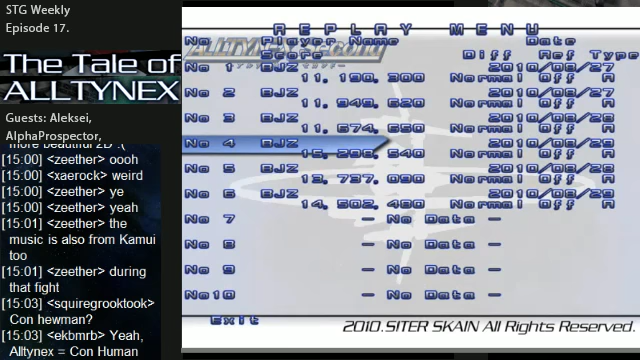 STG Weekly
Episode 17.
The Tale of
ALLTYNEX
Guests: Aleksei,
AlphaProspector,
more beautiful 2D :(
[15:00] <zeether> oooh
[15:00] <xaerock> weird
[15:00] <zeether> ye
[15:00] <zeether> yeah
[15:01] <zeether> the
music is also from Kamui
too
[15:01] <zeether> during
that fight
[15:03] <squiregrooktook>
Con hewman?
[15:03] <ekbmrb> Yeah,
Alltynex = Con Human
REPLAY MENU
No Player Name Date
Score Diff Ref Type
No 1 BJZ 2010/08/27
11,190,300 Normal Off A
No 2 BJZ 2010/08/27
11,949,620 Normal Off A
No 3 BJZ 2010/08/28
11,674,550 Normal Off A
No 4 BJZ 2010/08/29
15,296,540 Normal Off A
No 5 BJZ 2010/08/28
13,737,090 Normal Off A
No 6 BJZ 2010/08/29
14,502,480 Normal Off A
No 7 – No Data –
No 8 – No Data –
No 9 – No Data –
No10 – No Data –
Exit
2010.SITER SKAIN All Rights Reserved.